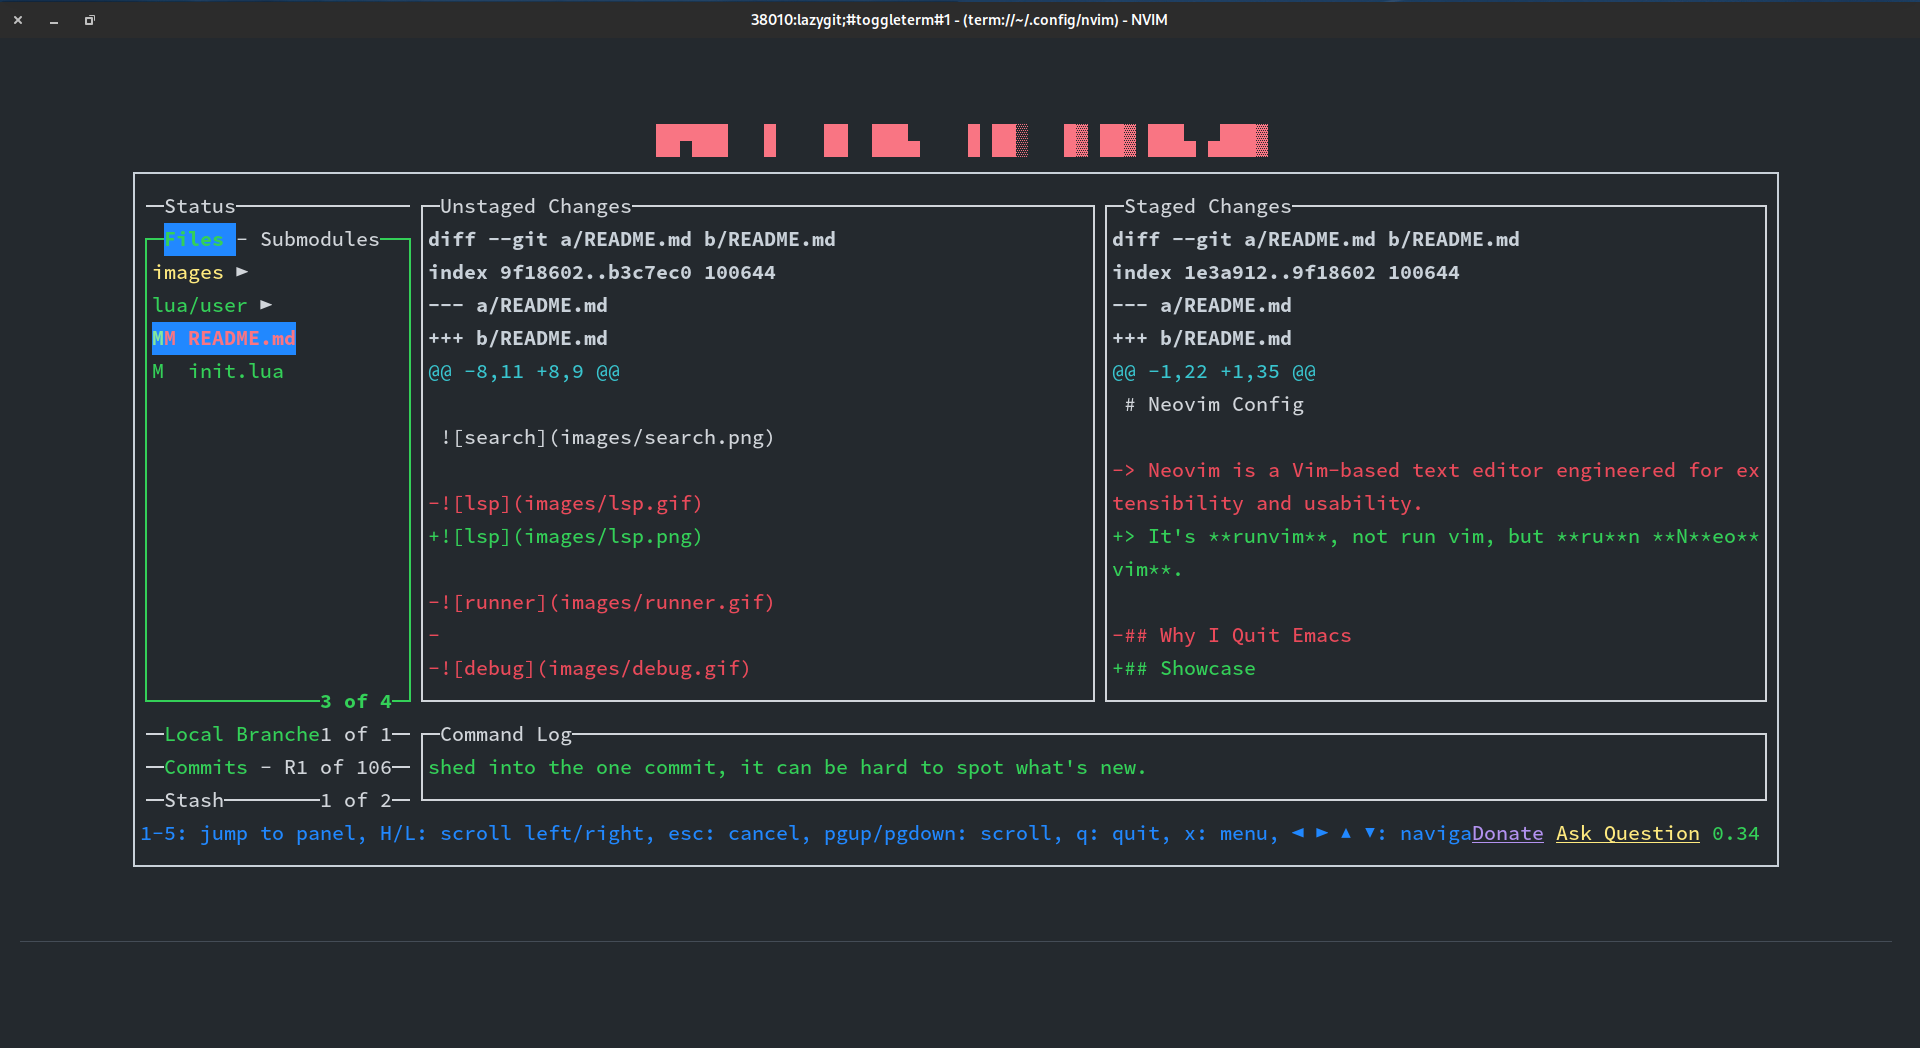 38010:lazygit;#toggleterm#1 - (term://~/.config/nvim) - NVIM
Status
Files - Submodules
images ►
lua/user ►
MM README.md
M  init.lua
3 of 4
Local Branche1 of 1
Commits - R1 of 106
Stash 1 of 2
Unstaged Changes
diff --git a/README.md b/README.md
index 9f18602..b3c7ec0 100644
--- a/README.md
+++ b/README.md
@@ -8,11 +8,9 @@
![search](images/search.png)
-![lsp](images/lsp.gif)
+![lsp](images/lsp.png)
-![runner](images/runner.gif)
-
-![debug](images/debug.gif)
Staged Changes
diff --git a/README.md b/README.md
index 1e3a912..9f18602 100644
--- a/README.md
+++ b/README.md
@@ -1,22 +1,35 @@
# Neovim Config
-> Neovim is a Vim-based text editor engineered for ex
tensibility and usability.
+> It's **runvim**, not run vim, but **ru**n **N**eo**
vim**.
-## Why I Quit Emacs
+## Showcase
Command Log
shed into the one commit, it can be hard to spot what's new.
1-5: jump to panel, H/L: scroll left/right, esc: cancel, pgup/pgdown: scroll, q: quit, x: menu, ◄ ► ▲ ▼: navigaDonate Ask Question 0.34